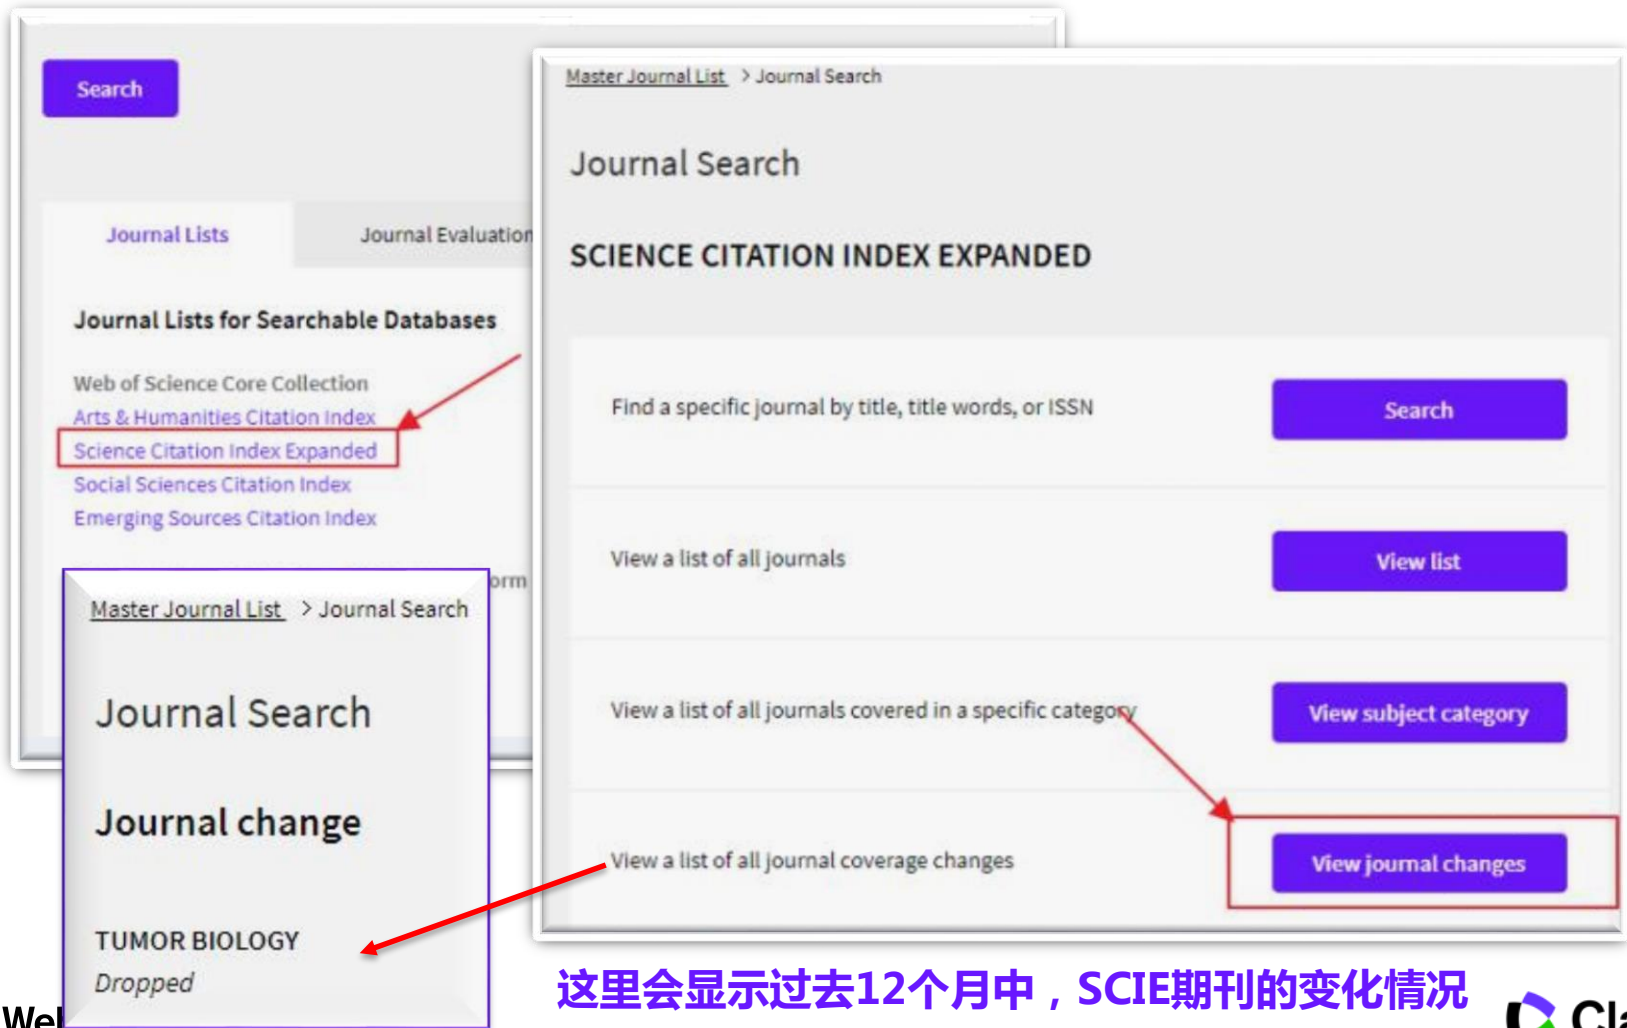 Search
Journal Lists
Journal Evaluation
Journal Lists for Searchable Databases
Web of Science Core Collection
Arts & Humanities Citation Index
Science Citation Index Expanded
Social Sciences Citation Index
Emerging Sources Citation Index
Master Journal List > Journal Search
Journal Search
SCIENCE CITATION INDEX EXPANDED
Find a specific journal by title, title words, or ISSN
Search
View a list of all journals
View list
View a list of all journals covered in a specific category
View subject category
View a list of all journal coverage changes
View journal changes
Master Journal List > Journal Search
Journal Search
Journal change
TUMOR BIOLOGY
Dropped
这里会显示过去12个月中，SCIE期刊的变化情况